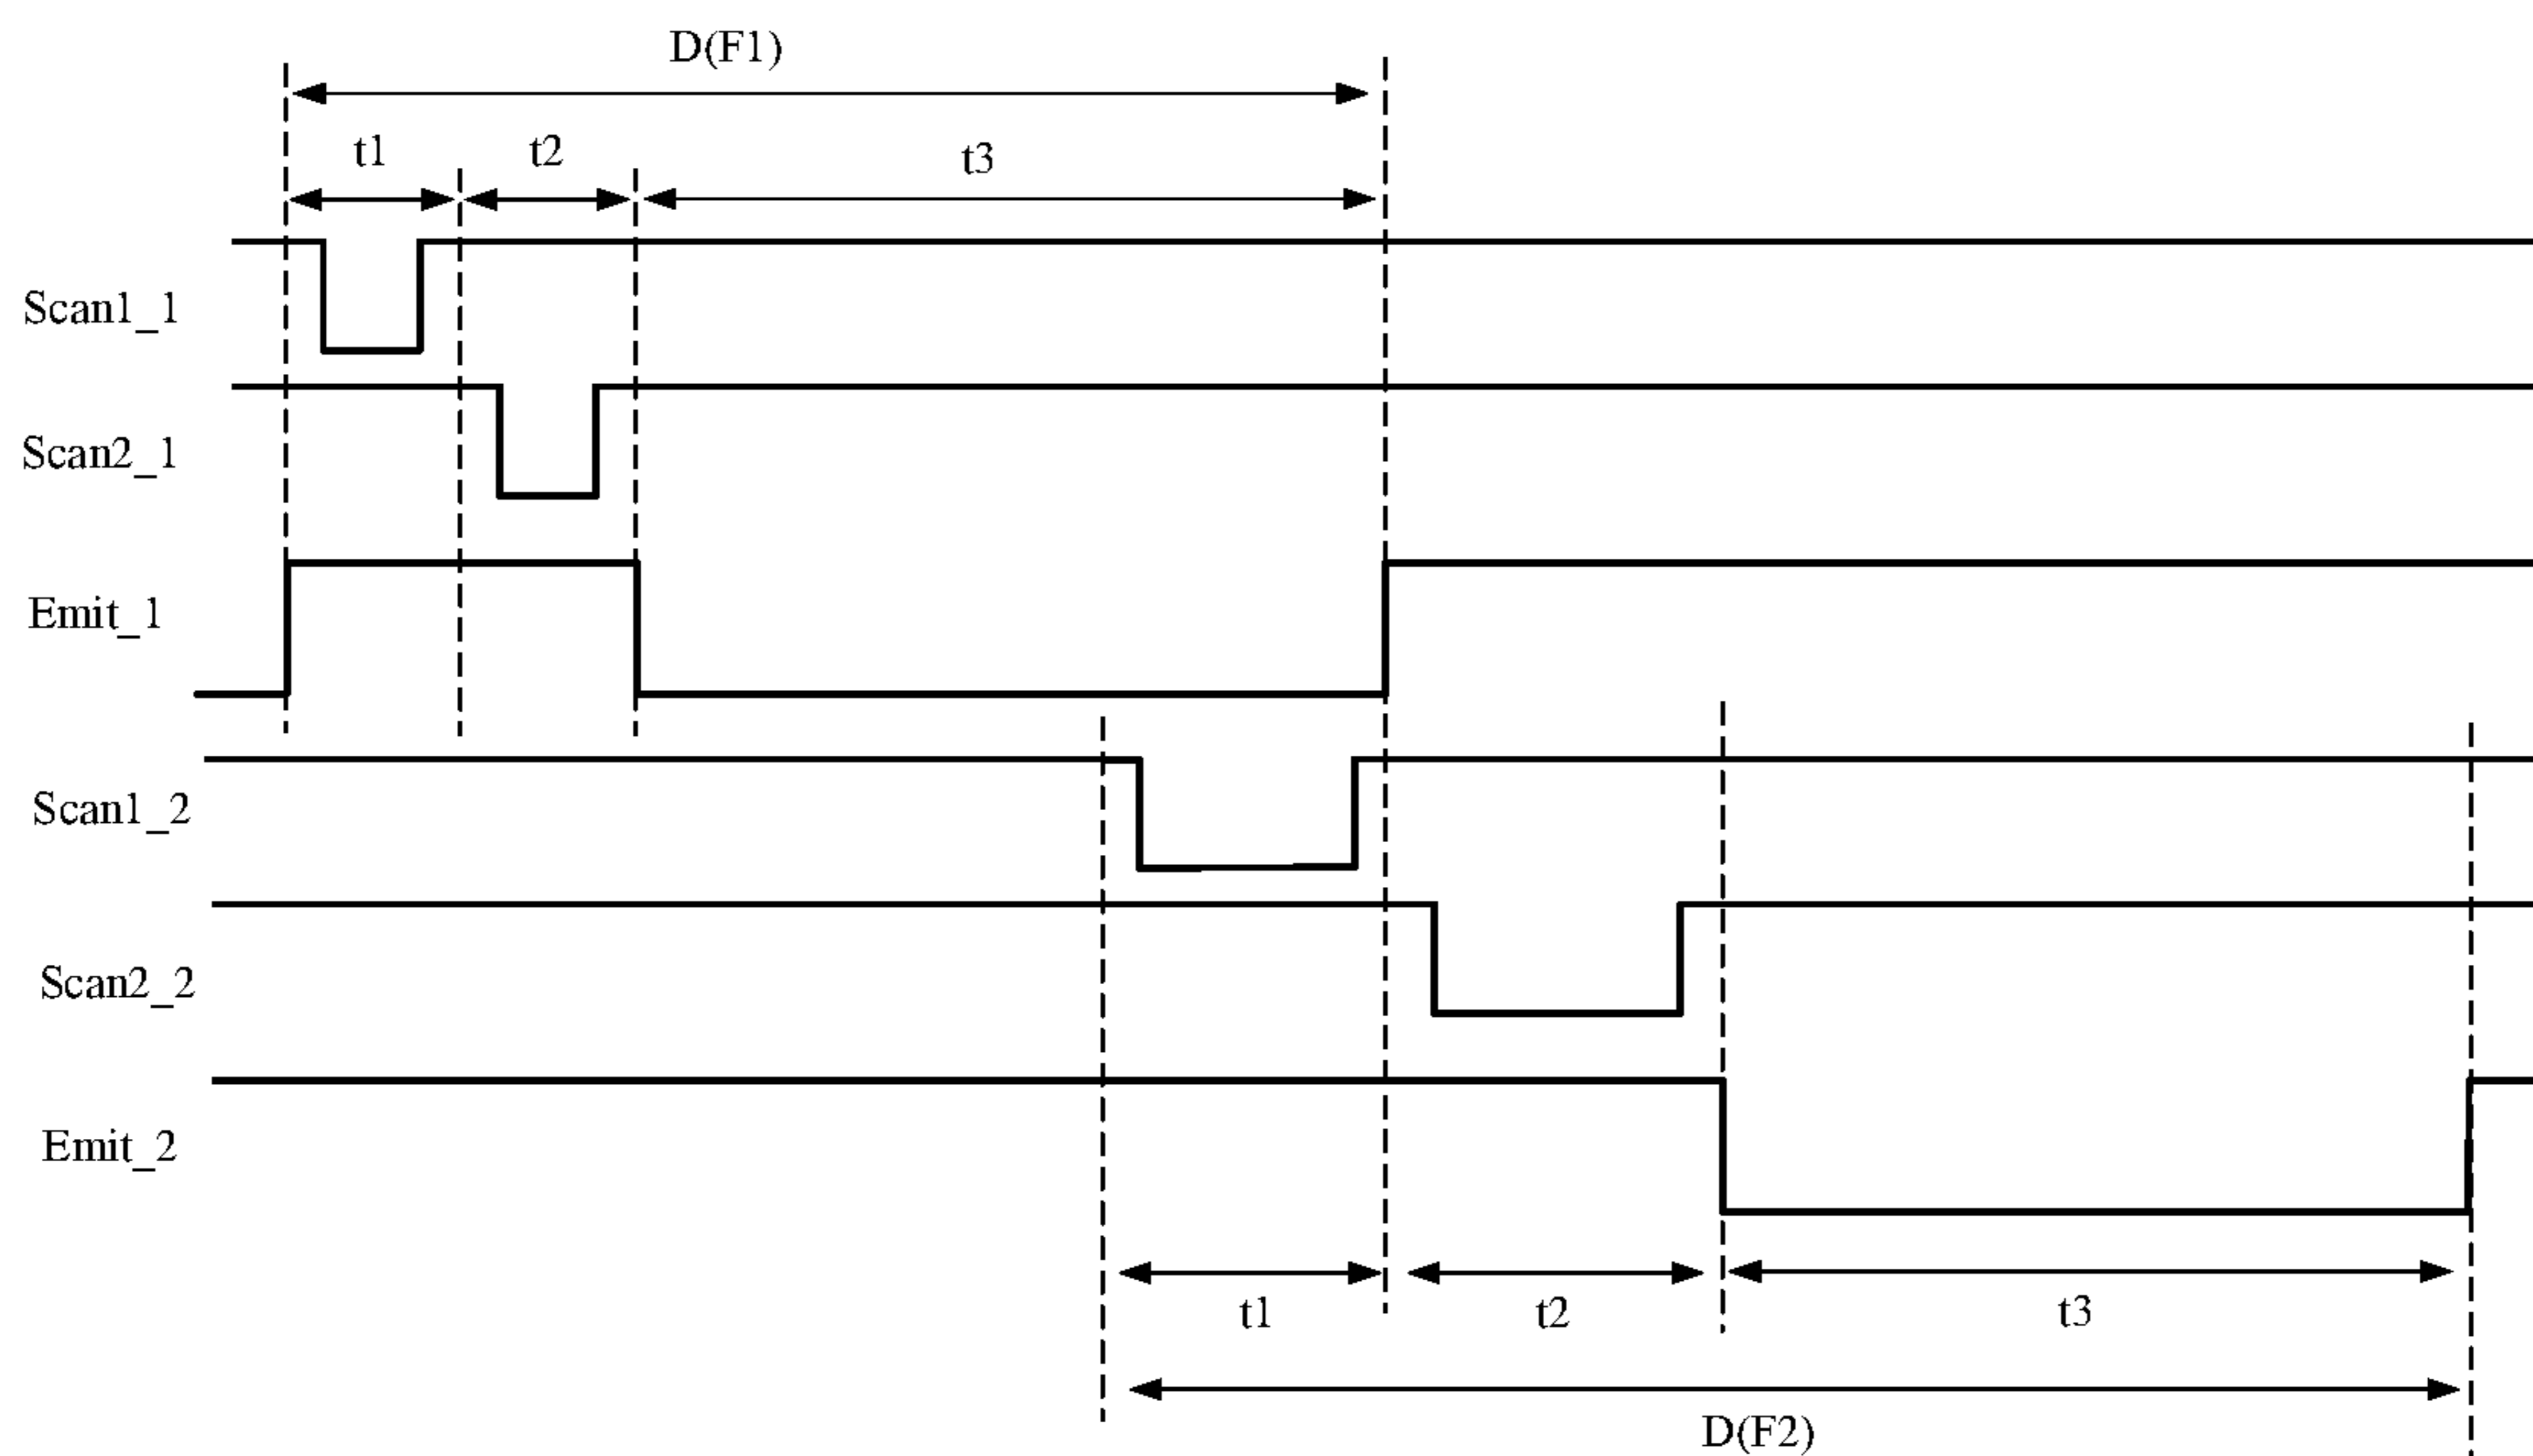 D(F1)
t1
t2
t3
Scan1_1
Scan2_1
Emit_1
Scan1_2
Scan2_2
Emit_2
t1
t2
t3
D(F2)